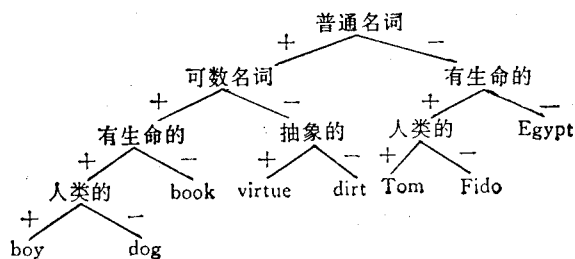 普通名词
+ −
可数名词 有生命的
+ − + −
有生命的 抽象的 人类的 Egypt
+ − + − + −
人类的 book virtue dirt Tom Fido
+ −
boy dog